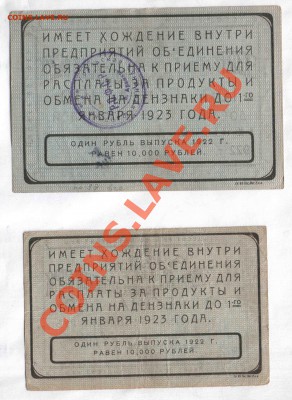 ИМЕЕТ ХОЖДЕНИЕ ВНУТРИ
ПРЕДПРИЯТИЙ ОБ'ЕДИНЕНИЯ
ОБЯЗАТЕЛЬНА К ПРИЕМУ ДЛЯ
РАСПЛАТЫ ЗА ПРОДУКТЫ
ОБМЕНА НА ДЕНЗНАКИ ДО 1-ГО
ЯНВАРЯ 1923 ГОДА.
ОДИН РУБЛЬ ВЫПУСКА 1922 Г.
РАВЕН 10,000 РУБЛЕЙ.
ИМЕЕТ ХОЖДЕНИЕ ВНУТРИ
ПРЕДПРИЯТИЙ ОБ'ЕДИНЕНИЯ
ОБЯЗАТЕЛЬНА К ПРИЕМУ ДЛЯ
РАСПЛАТЫ ЗА ПРОДУКТЫ И
ОБМЕНА НА ДЕНЗНАКИ ДО 1-ГО
ЯНВАРЯ 1923 ГОДА.
ОДИН РУБЛЬ ВЫПУСКА 1922 Г.
РАВЕН 10,000 РУБЛЕЙ.
COINS.LAVE.RU